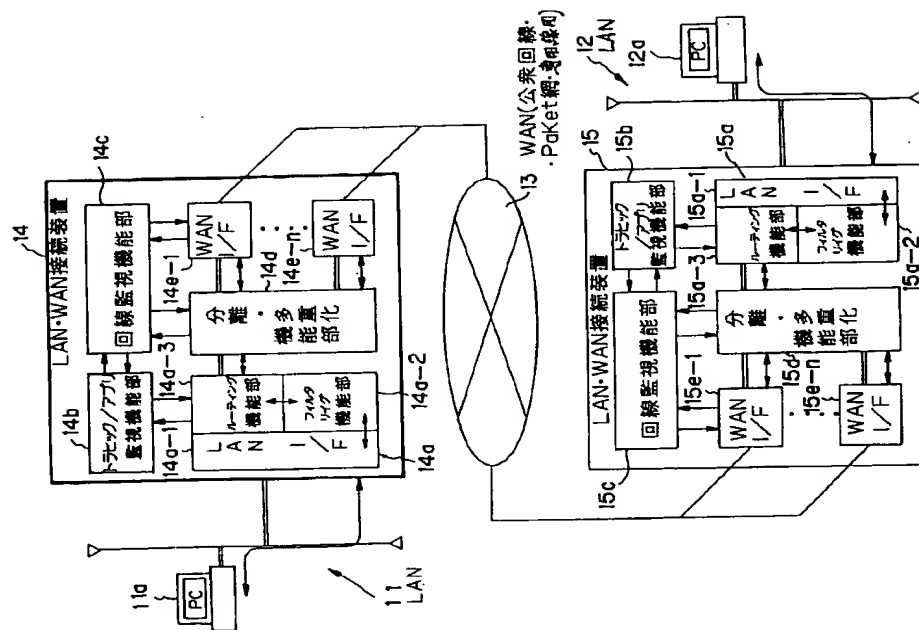 14
LAN・WAN接続装置
14c
14b
トラヒック/アプリ
監視機能部
回線監視機能部
14e-1
WAN
I/F
14d
14e-n
WAN
I/F
分離・
機多
能重
部化
14a-3
14a-1
LAN
I/F
ルーティング
機能部
フィルタ
リィグ
機能部
14a-2
14a
11a
PC
11
LAN
13
WAN(公衆回線・
・PaKet網・専用線用)
12
LAN
12a
PC
LAN・WAN接続装置
15
15b
トラヒック/アプリ
監視機能部
回線監視機能部
15c
15a
15a-1
LAN
I/F
15a-3
ルーティング
機能部
フィルタ
リィグ
機能部
15a-2
分離・
機多
能重
部化
15d
15e-1
WAN
I/F
15e-n
WAN
I/F